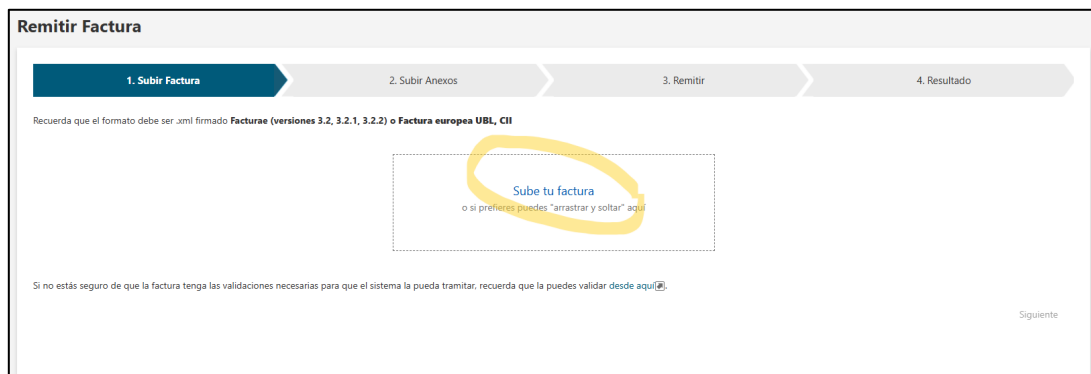 Remitir Factura
1. Subir Factura
2. Subir Anexos
3. Remitir
4. Resultado
Recuerda que el formato debe ser .xml firmado Facturae (versiones 3.2, 3.2.1, 3.2.2) o Factura europea UBL, CII
Sube tu factura
o si prefieres puedes "arrastrar y soltar" aquí
Si no estás seguro de que la factura tenga las validaciones necesarias para que el sistema la pueda tramitar, recuerda que la puedes validar desde aquí.
Siguiente